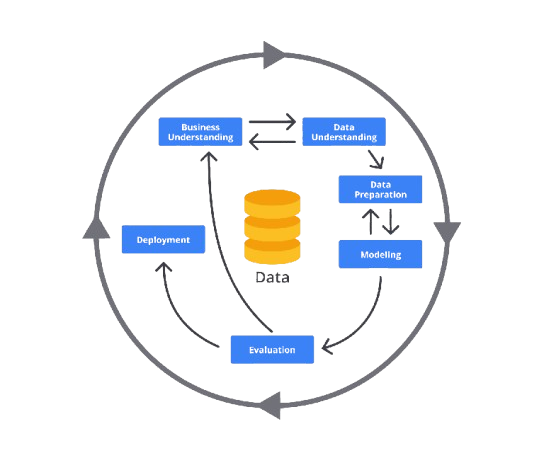 Business
Understanding
Data
Understanding
Data
Preparation
Deployment
Modeling
Data
Evaluation